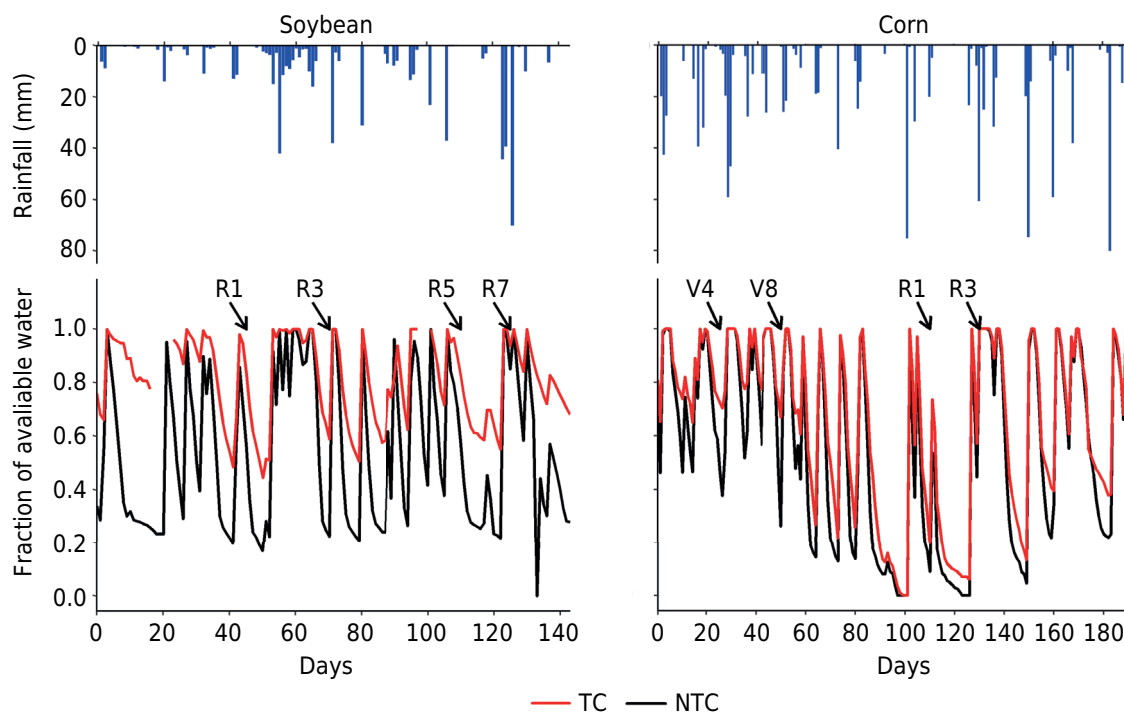 Soybean
Corn
Rainfall (mm)
0
20
40
60
80
R1
R3
R5
R7
V4
V8
R1
R3
Fraction of avaliable water
1.0
0.8
0.6
0.4
0.2
0.0
0 20 40 60 80 100 120 140
0 20 40 60 80 100 120 140 160 180
Days
Days
TC NTC